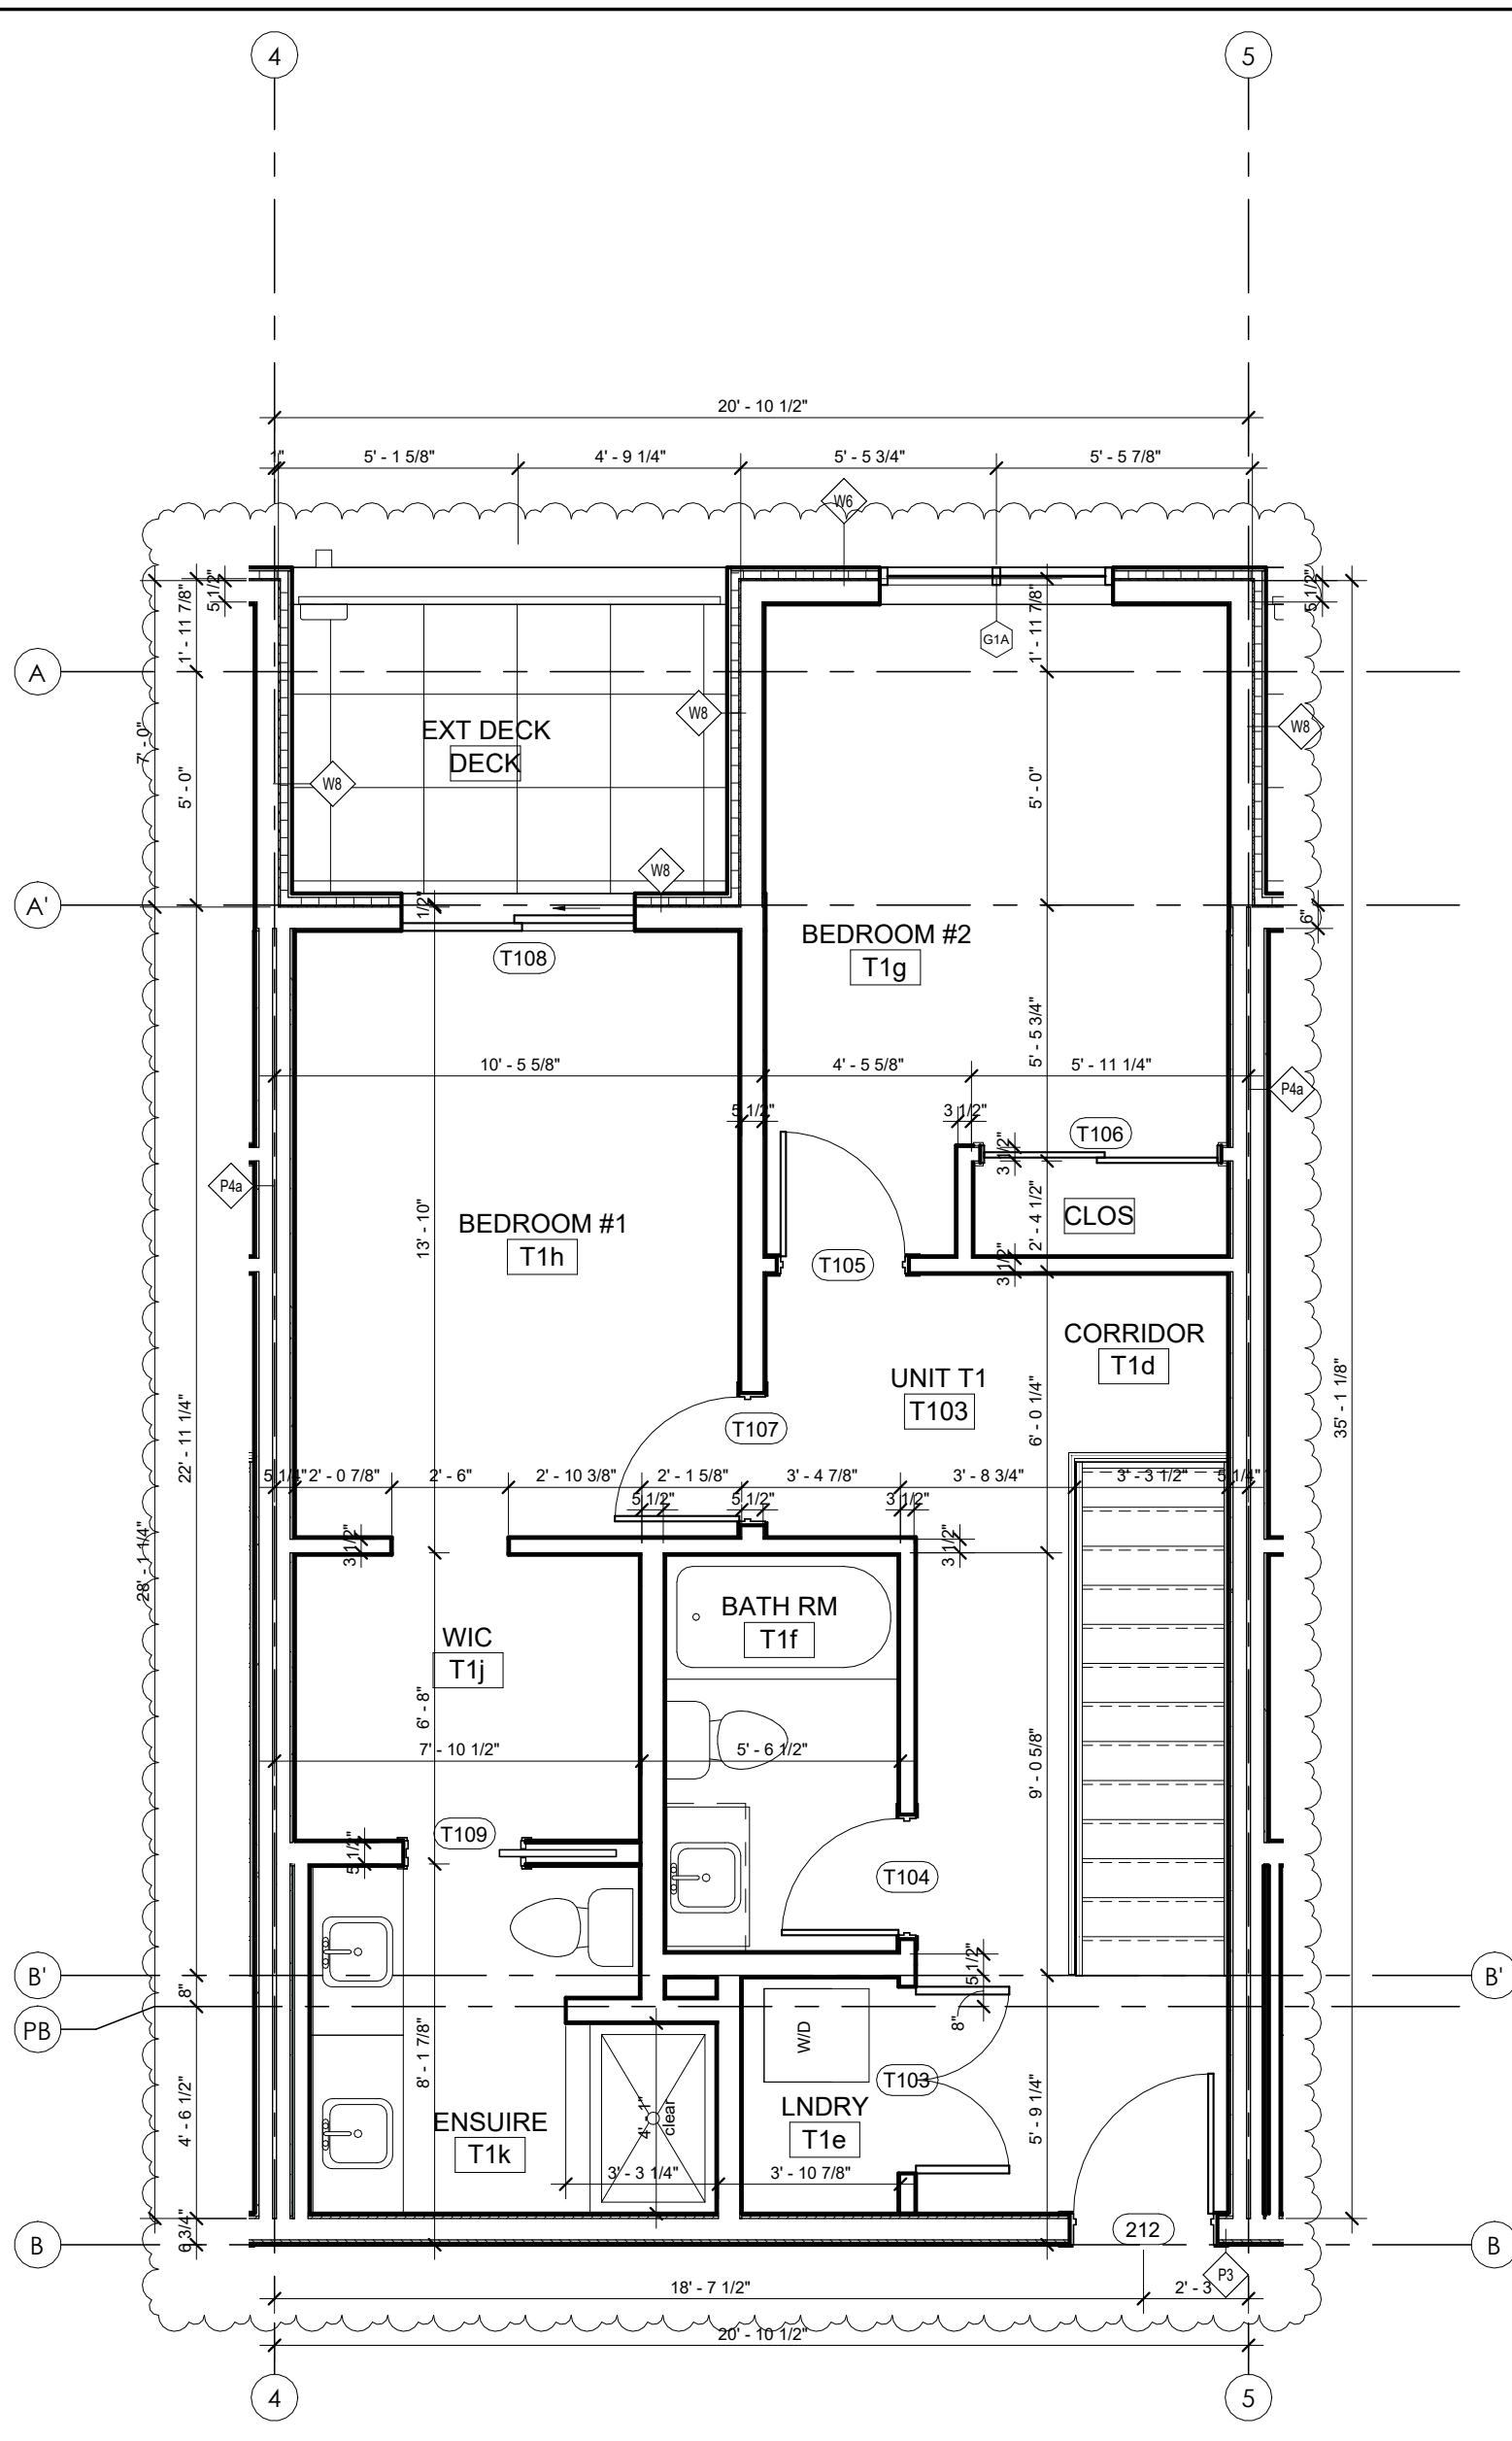 4
5
20' - 10 1/2"
1"
5' - 1 5/8"
4' - 9 1/4"
5' - 5 3/4"
5' - 5 7/8"
W6
5 1/2"
1' - 11 7/8"
1' - 11 7/8"
5 1/2"
G1A
A
W8
W8
EXT DECK
DECK
7' - 0"
5' - 0"
W8
5' - 0"
W8
A'
1/2"
6"
BEDROOM #2
T1g
T108
5' - 5 3/4"
10' - 5 5/8"
4' - 5 5/8"
5' - 11 1/4"
P4a
5 1/2"
3 1/2"
T106
3 1/2"
P4a
13' - 10"
BEDROOM #1
T1h
CLOS
2' - 4 1/2"
T105
3 1/2"
CORRIDOR
T1d
UNIT T1
T103
35' - 1 1/8"
22' - 11 1/4"
T107
6' - 0 1/4"
5 1/4"
2' - 0 7/8"
2' - 6"
2' - 10 3/8"
2' - 1 5/8"
3' - 4 7/8"
3' - 8 3/4"
3' - 3 1/2"
5 1/4"
5 1/2"
5 1/2"
3 1/2"
28' - 1 1/4"
3 1/2"
3 1/2"
BATH RM
T1f
WIC
T1j
6' - 8"
7' - 10 1/2"
5' - 6 1/2"
9' - 0 5/8"
T109
5 1/2"
T104
B'
8"
5 1/2"
B'
PB
8"
W/D
8' - 1 7/8"
T103
4' - 6 1/2"
ENSUIRE
T1k
4' - 1"
clear
LNDRY
T1e
5' - 9 1/4"
3' - 3 1/4"
3' - 10 7/8"
B
6 3/4"
212
B
P3
18' - 7 1/2"
2' - 3
20' - 10 1/2"
4
5